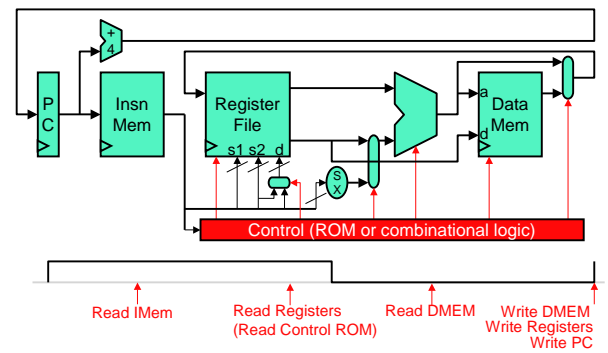 +
4
P
C
Insn
Mem
Register
File
s1 s2 d
S
X
a
d
Data
Mem
Control (ROM or combinational logic)
Read IMem
Read Registers
(Read Control ROM)
Read DMEM
Write DMEM
Write Registers
Write PC